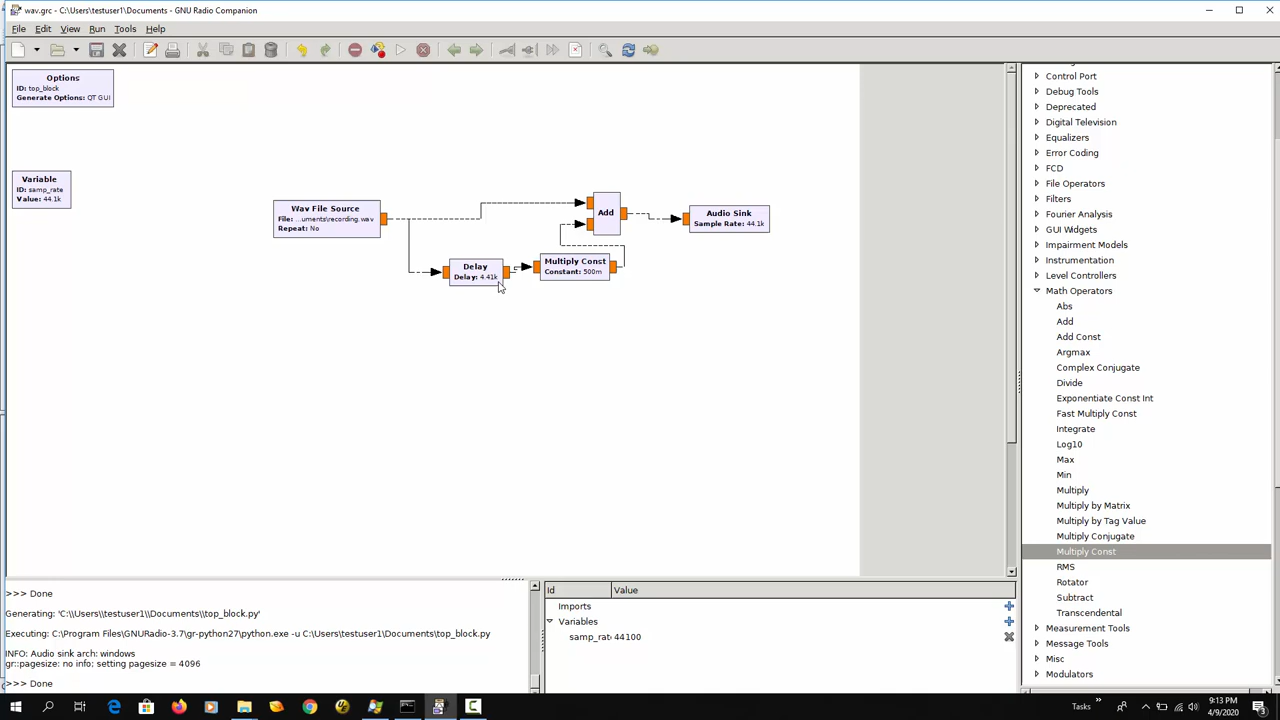 wav.grc - C:\Users\testuser1\Documents - GNU Radio Companion
File Edit View Run Tools Help
Options
ID: top_block
Generate Options: QT GUI
Variable
ID: samp_rate
Value: 44.1k
Wav File Source
File: ...uments\recording.wav
Repeat: No
Add
Audio Sink
Sample Rate: 44.1k
Delay
Delay: 4.41k
Multiply Const
Constant: 500m
Control Port
Debug Tools
Deprecated
Digital Television
Equalizers
Error Coding
FCD
File Operators
Filters
Fourier Analysis
GUI Widgets
Impairment Models
Instrumentation
Level Controllers
Math Operators
Abs
Add
Add Const
Argmax
Complex Conjugate
Divide
Exponentiate Const Int
Fast Multiply Const
Integrate
Log10
Max
Min
Multiply
Multiply by Matrix
Multiply by Tag Value
Multiply Conjugate
Multiply Const
RMS
Rotator
Subtract
Transcendental
Measurement Tools
Message Tools
Misc
Modulators
>>> Done
Generating: 'C:\\Users\\testuser1\\Documents\\top_block.py'
Executing: C:\Program Files\GNURadio-3.7\gr-python27\python.exe -u C:\Users\testuser1\Documents\top_block.py
INFO: Audio sink arch: windows
gr::pagesize: no info: setting pagesize = 4096
>>> Done
Id Value
Imports
Variables
samp_rat 44100
Tasks
9:13 PM
4/9/2020